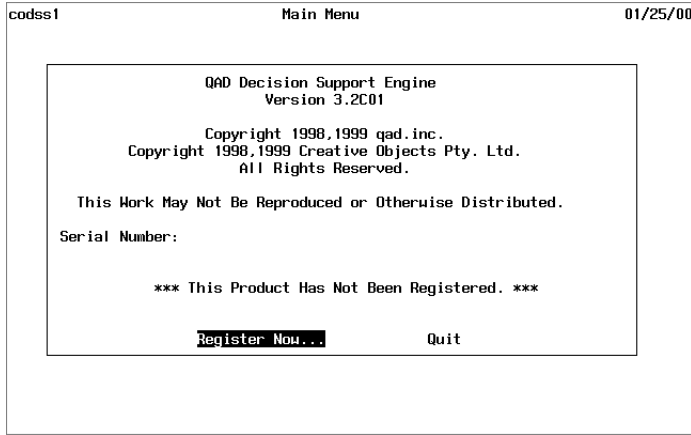 codss1 Main Menu 01/25/00
QAD Decision Support Engine
Version 3.2C01
Copyright 1998,1999 qad.inc.
Copyright 1998,1999 Creative Objects Pty. Ltd.
All Rights Reserved.
This Work May Not Be Reproduced or Otherwise Distributed.
Serial Number:
*** This Product Has Not Been Registered. ***
Register Now... Quit